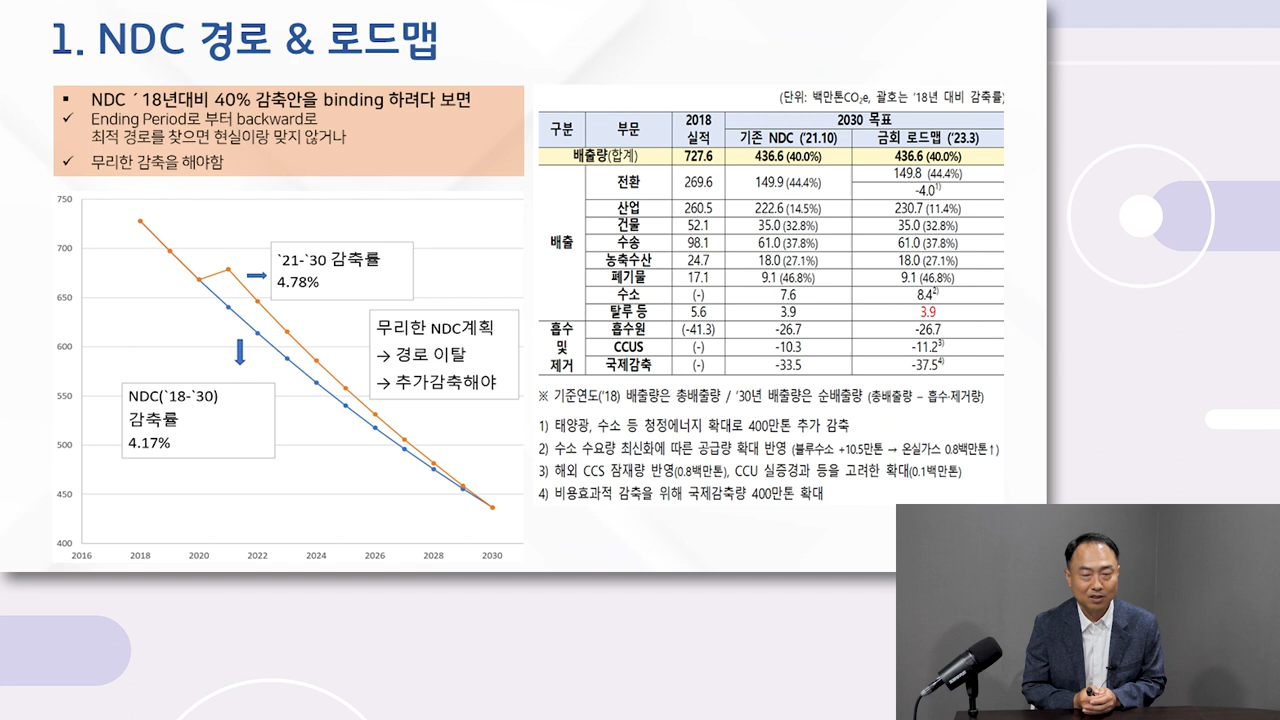 1. NDC 경로 & 로드맵
▪ NDC ´18년대비 40% 감축안을 binding 하려다 보면
✓ Ending Period로 부터 backward로
최적 경로를 찾으면 현실이랑 맞지 않거나
✓ 무리한 감축을 해야함
750
700
650
600
550
500
450
400
2016 2018 2020 2022 2024 2026 2028 2030
`21-`30 감축률
4.78%
무리한 NDC계획
→ 경로 이탈
→ 추가감축해야
NDC(`18-`30)
감축률
4.17%
(단위: 백만톤CO₂e, 괄호는 '18년 대비 감축률)
구분 부문 2018 실적 2030 목표
기존 NDC ('21.10) 금회 로드맵 ('23.3)
배출량(합계) 727.6 436.6 (40.0%) 436.6 (40.0%)
배출
전환 269.6 149.9 (44.4%) 149.8 (44.4%)
-4.0¹⁾
산업 260.5 222.6 (14.5%) 230.7 (11.4%)
건물 52.1 35.0 (32.8%) 35.0 (32.8%)
수송 98.1 61.0 (37.8%) 61.0 (37.8%)
농축수산 24.7 18.0 (27.1%) 18.0 (27.1%)
폐기물 17.1 9.1 (46.8%) 9.1 (46.8%)
수소 (-) 7.6 8.4²⁾
탈루 등 5.6 3.9 3.9
흡수 및 제거
흡수원 (-41.3) -26.7 -26.7
CCUS (-) -10.3 -11.2³⁾
국제감축 (-) -33.5 -37.5⁴⁾
※ 기준연도('18) 배출량은 총배출량 / '30년 배출량은 순배출량 (총배출량 – 흡수·제거량)
1) 태양광, 수소 등 청정에너지 확대로 400만톤 추가 감축
2) 수소 수요량 최신화에 따른 공급량 확대 반영 (블루수소 +10.5만톤 → 온실가스 0.8백만톤↑)
3) 해외 CCS 잠재량 반영(0.8백만톤), CCU 실증경과 등을 고려한 확대(0.1백만톤)
4) 비용효과적 감축을 위해 국제감축량 400만톤 확대